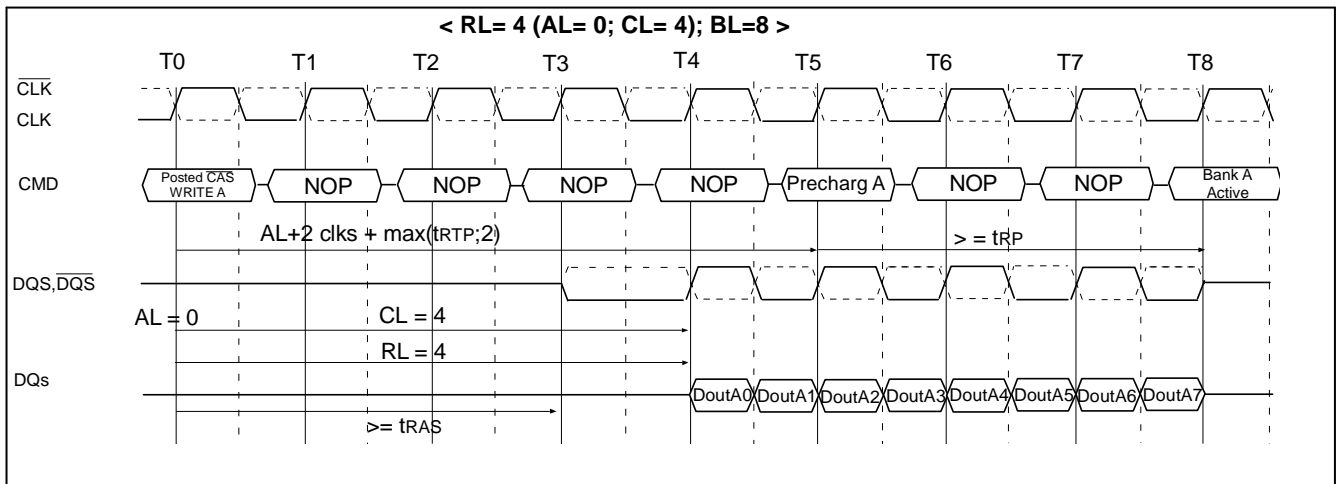 < RL= 4 (AL= 0; CL= 4); BL=8 >
T0 T1 T2 T3 T4 T5 T6 T7 T8
CLK
CLK
CMD
Posted CAS
WRITE A
NOP NOP NOP NOP Precharg A NOP NOP
Bank A
Active
AL+2 clks + max(tRTP;2)
> = tRP
DQS,DQS
AL = 0
CL = 4
RL = 4
DQs
DoutA0 DoutA1 DoutA2 DoutA3 DoutA4 DoutA5 DoutA6 DoutA7
>= tRAS